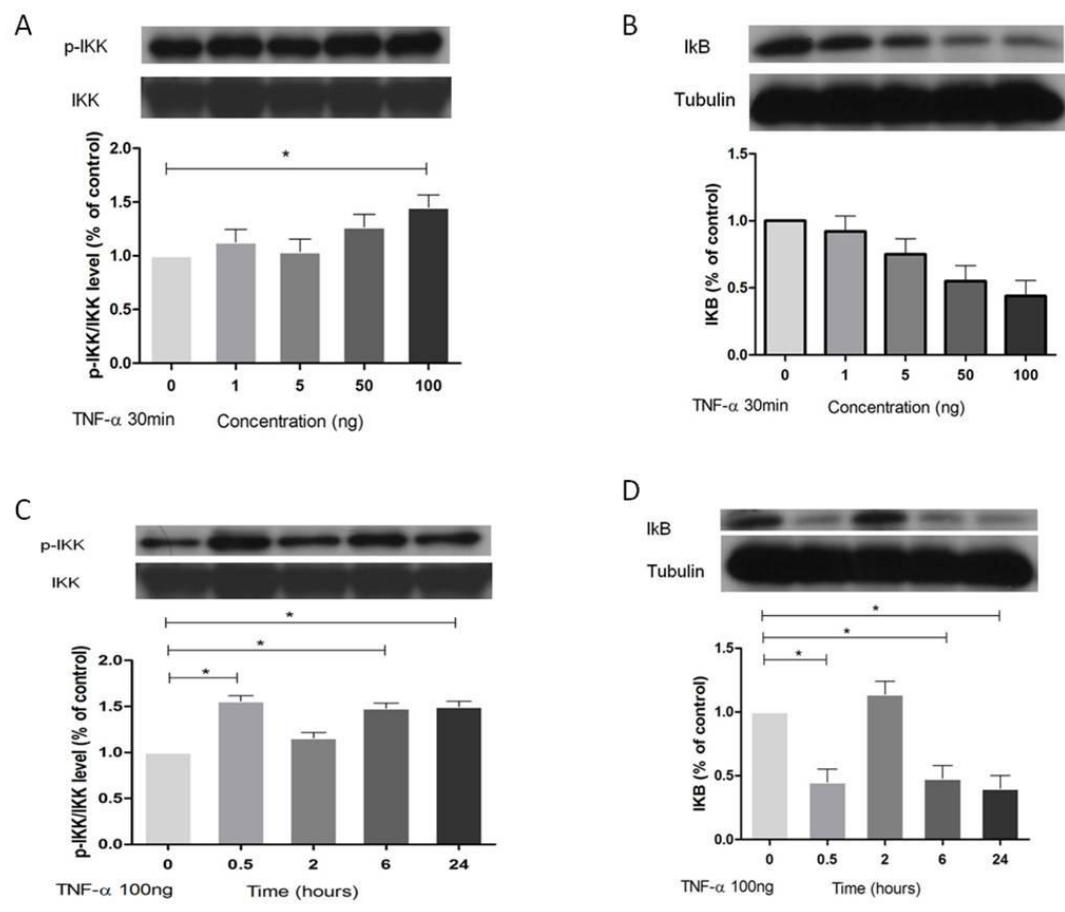 A
p-IKK
IKK
p-IKK/IKK level (% of control)
2.0
1.5
1.0
0.5
0.0
*
0 1 5 50 100
TNF-α 30min Concentration (ng)
B
IkB
Tubulin
IKB (% of control)
1.5
1.0
0.5
0.0
0 1 5 50 100
TNF-α 30min Concentration (ng)
C
p-IKK
IKK
*
*
*
p-IKK/IKK level (% of control)
2.0
1.5
1.0
0.5
0.0
0 0.5 2 6 24
TNF-α 100ng Time (hours)
D
IkB
Tubulin
*
*
*
IKB (% of control)
1.5
1.0
0.5
0.0
0 0.5 2 6 24
TNF-α 100ng Time (hours)